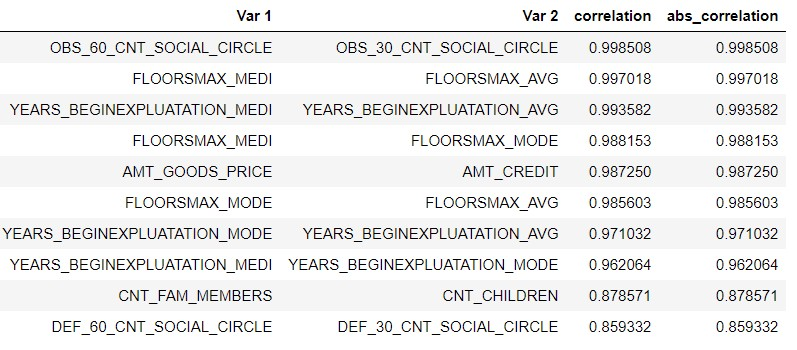 Var 1 Var 2 correlation abs_correlation
OBS_60_CNT_SOCIAL_CIRCLE OBS_30_CNT_SOCIAL_CIRCLE 0.998508 0.998508
FLOORSMAX_MEDI FLOORSMAX_AVG 0.997018 0.997018
YEARS_BEGINEXPLUATATION_MEDI YEARS_BEGINEXPLUATATION_AVG 0.993582 0.993582
FLOORSMAX_MEDI FLOORSMAX_MODE 0.988153 0.988153
AMT_GOODS_PRICE AMT_CREDIT 0.987250 0.987250
FLOORSMAX_MODE FLOORSMAX_AVG 0.985603 0.985603
YEARS_BEGINEXPLUATATION_MODE YEARS_BEGINEXPLUATATION_AVG 0.971032 0.971032
YEARS_BEGINEXPLUATATION_MEDI YEARS_BEGINEXPLUATATION_MODE 0.962064 0.962064
CNT_FAM_MEMBERS CNT_CHILDREN 0.878571 0.878571
DEF_60_CNT_SOCIAL_CIRCLE DEF_30_CNT_SOCIAL_CIRCLE 0.859332 0.859332